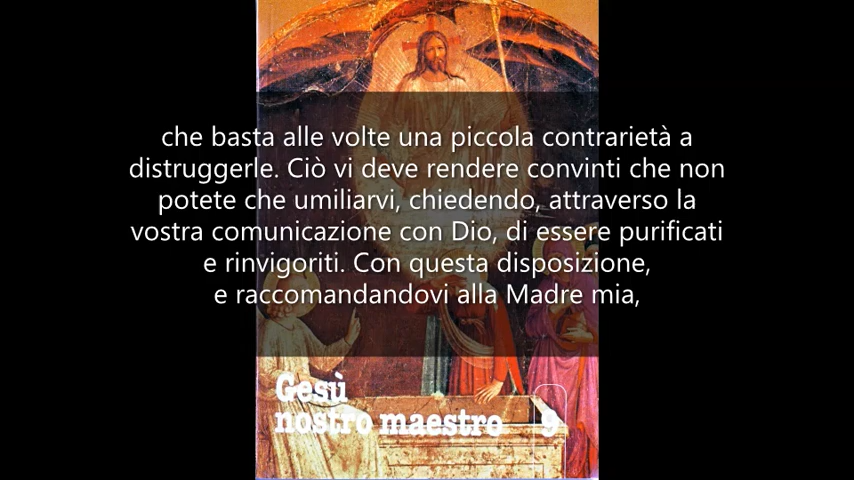 che basta alle volte una piccola contrarietà a
distruggerle. Ciò vi deve rendere convinti che non
potete che umiliarvi, chiedendo, attraverso la
vostra comunicazione con Dio, di essere purificati
e rinvigoriti. Con questa disposizione,
e raccomandandovi alla Madre mia,
Gesù
nostro maestro 9